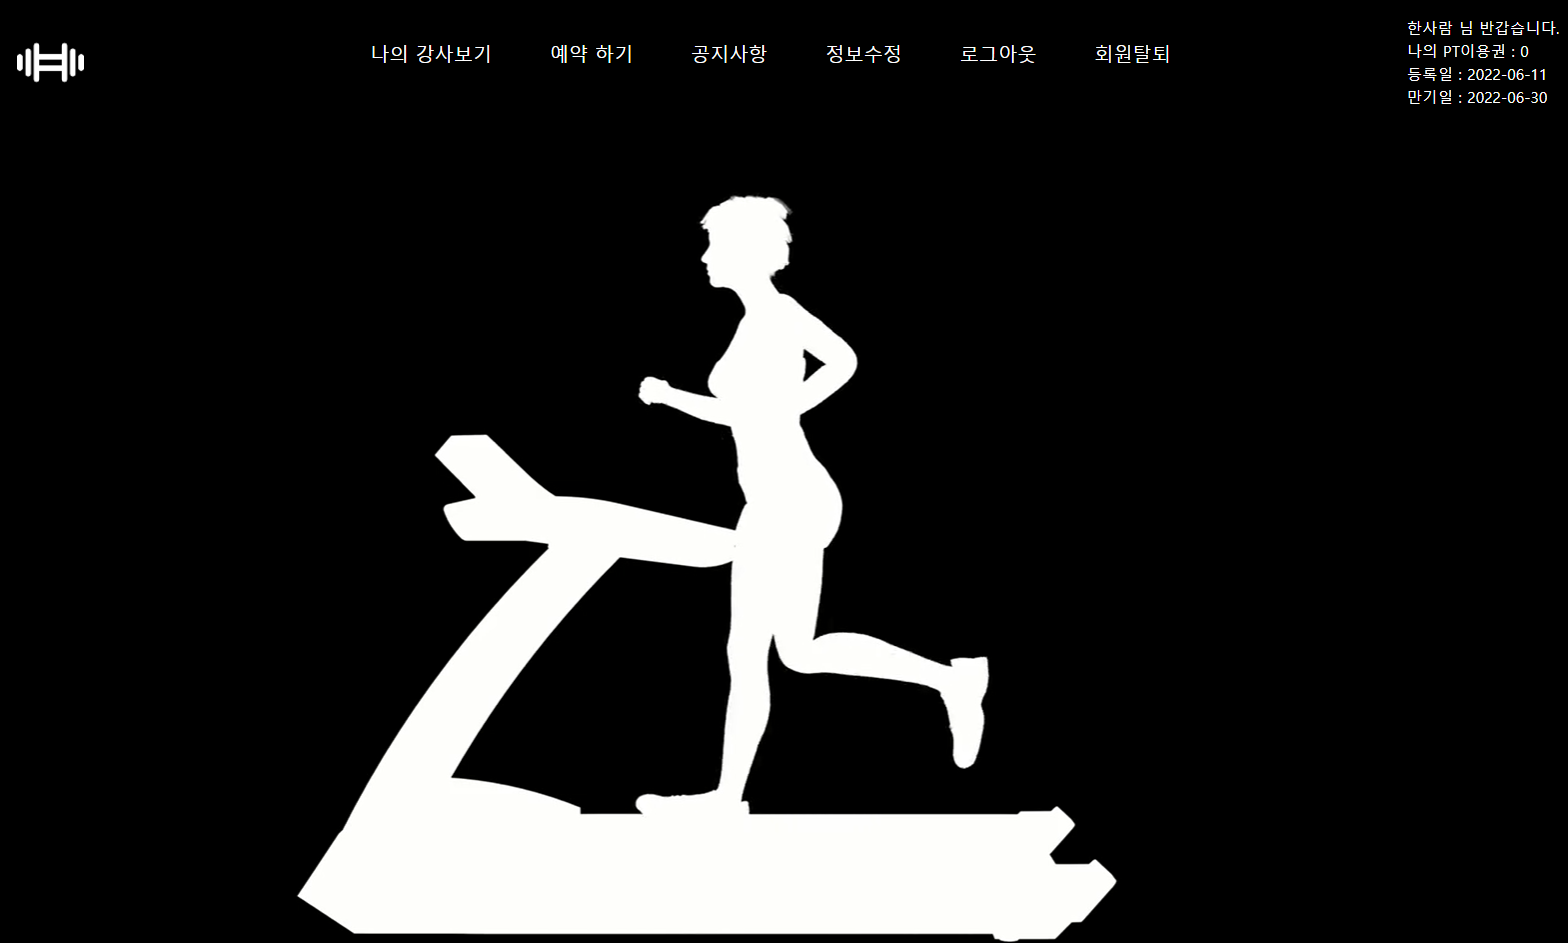 나의 강사보기 예약 하기 공지사항 정보수정 로그아웃 회원탈퇴
한사람 님 반갑습니다.
나의 PT이용권 : 0
등록일 : 2022-06-11
만기일 : 2022-06-30